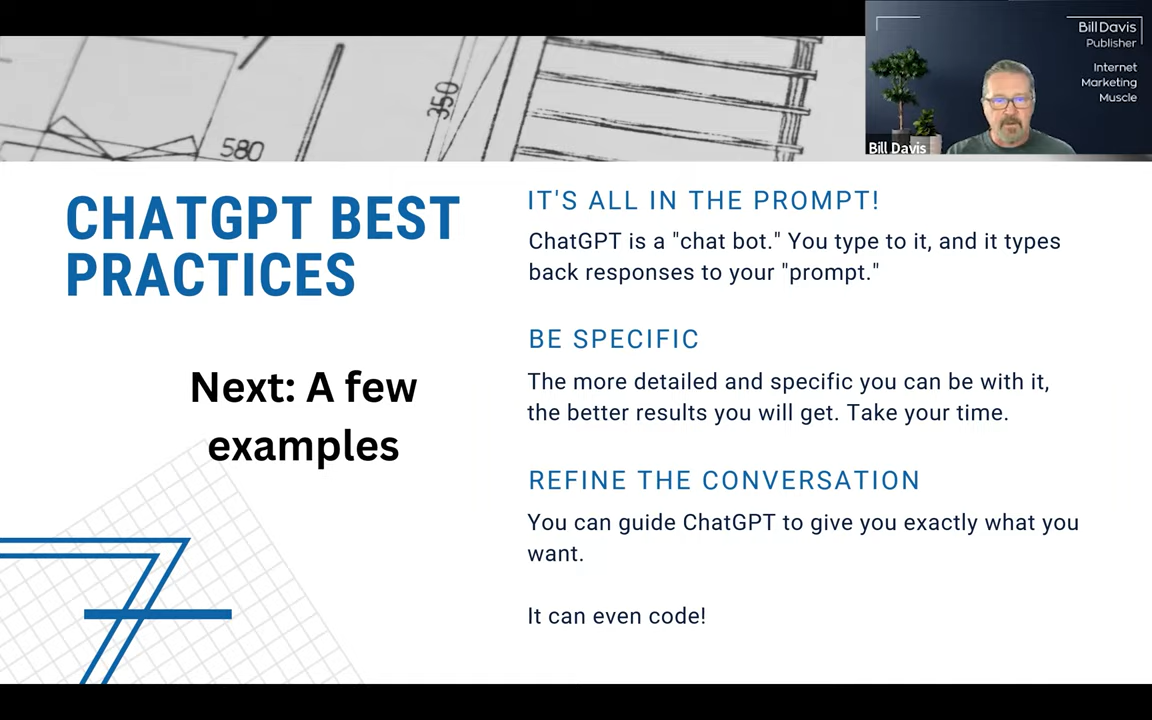 580
350
Bill Davis
Publisher
Internet
Marketing
Muscle
Bill Davis
CHATGPT BEST
PRACTICES
Next: A few
examples
IT'S ALL IN THE PROMPT!
ChatGPT is a "chat bot." You type to it, and it types
back responses to your "prompt."
BE SPECIFIC
The more detailed and specific you can be with it,
the better results you will get. Take your time.
REFINE THE CONVERSATION
You can guide ChatGPT to give you exactly what you
want.
It can even code!